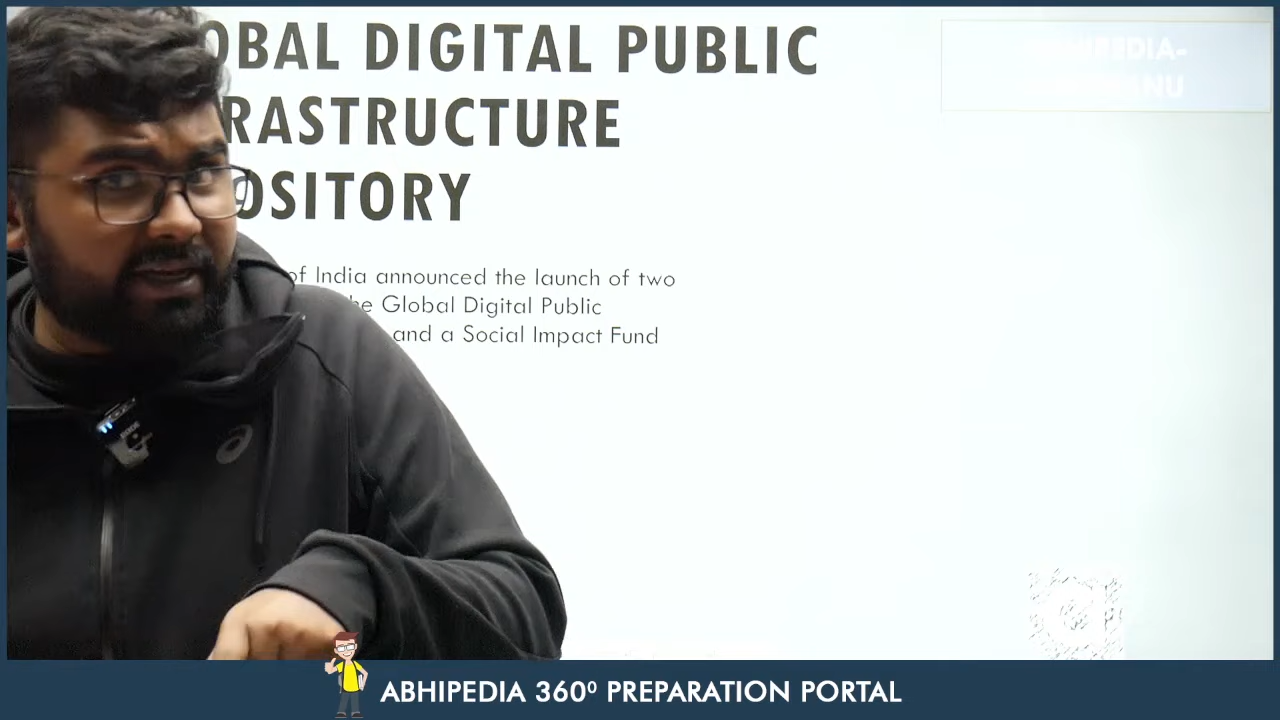 OBAL DIGITAL PUBLIC
RASTRUCTURE
OSITORY
of India announced the launch of two
he Global Digital Public
and a Social Impact Fund
ABHIPEDIA 360º PREPARATION PORTAL